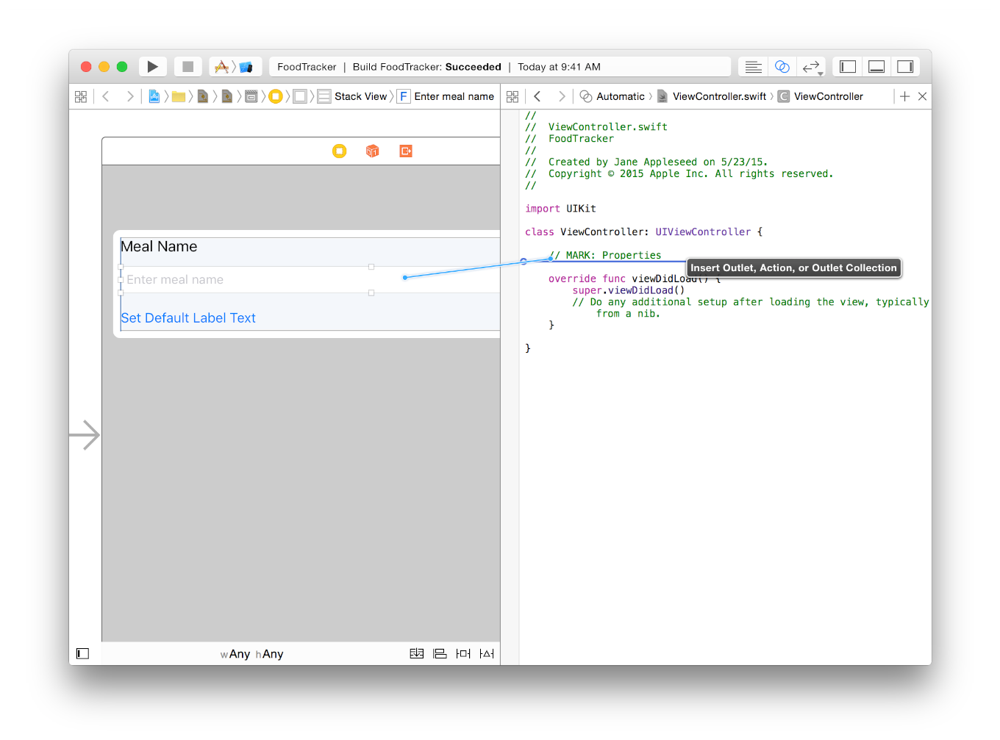 FoodTracker | Build FoodTracker: Succeeded | Today at 9:41 AM
Stack View F Enter meal name
Automatic ViewController.swift C ViewController
Meal Name
Enter meal name
Set Default Label Text
wAny hAny
//
// ViewController.swift
// FoodTracker
//
// Created by Jane Appleseed on 5/23/15.
// Copyright © 2015 Apple Inc. All rights reserved.
//
import UIKit
class ViewController: UIViewController {
// MARK: Properties
Insert Outlet, Action, or Outlet Collection
override func viewDidLoad() {
super.viewDidLoad()
// Do any additional setup after loading the view, typically
from a nib.
}
}